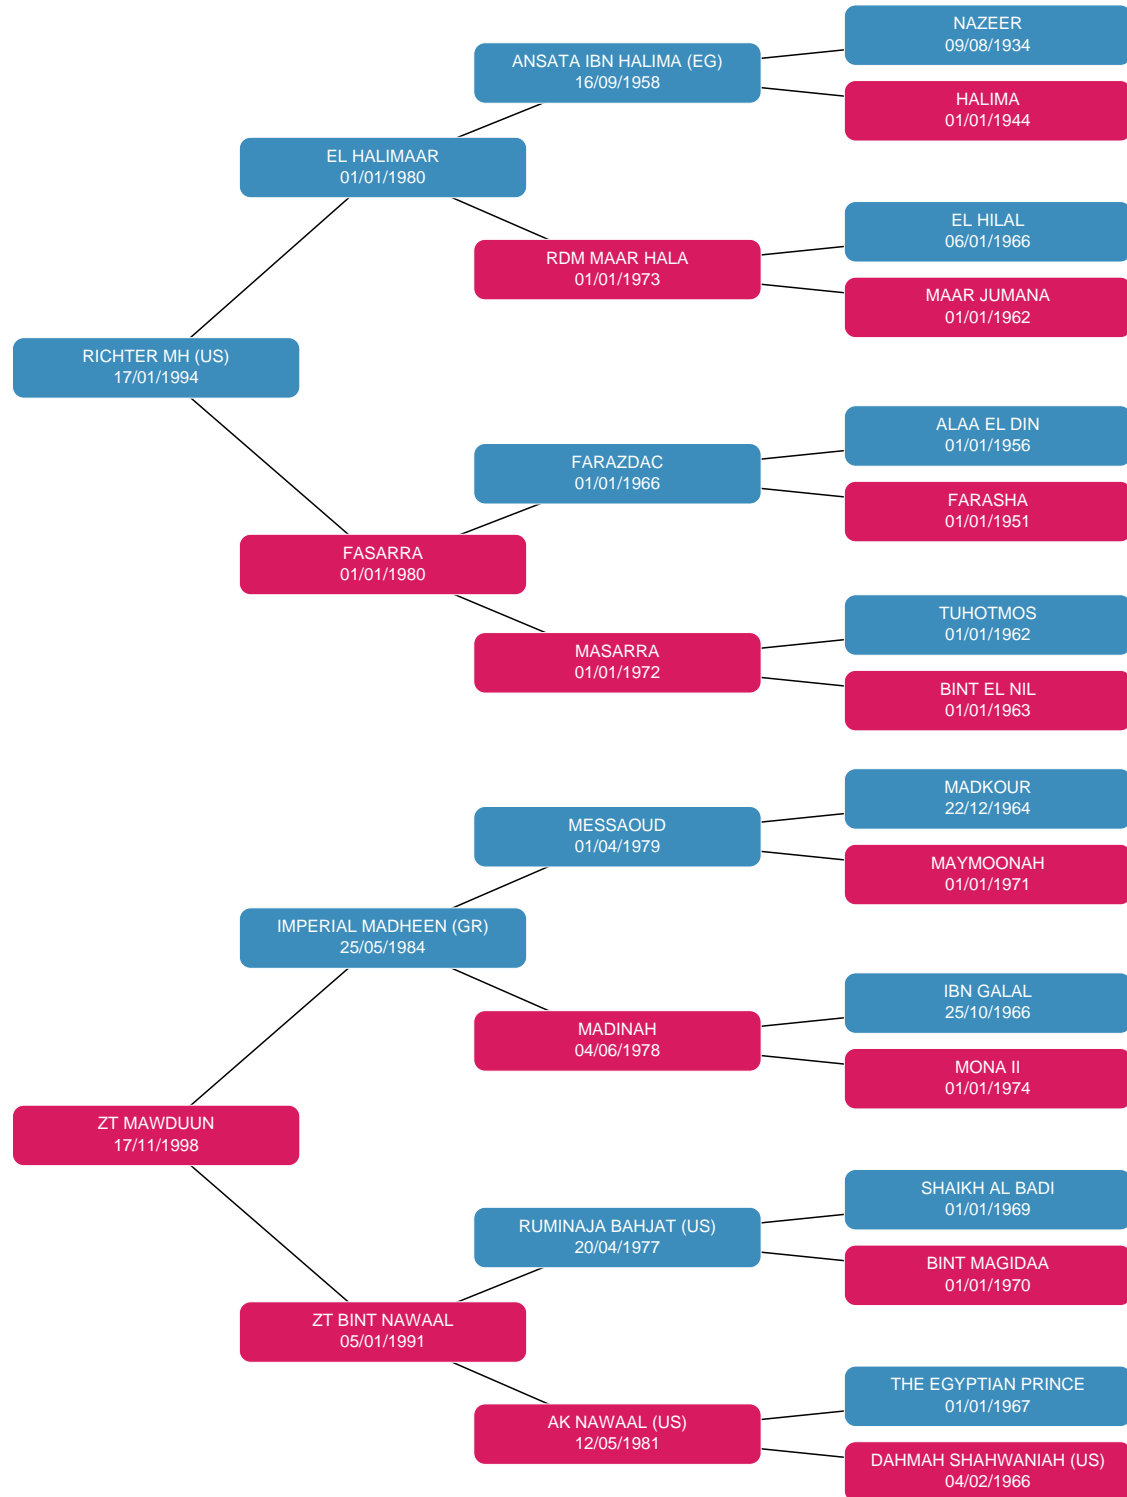 NAZEER
09/08/1934
ANSATA IBN HALIMA (EG)
16/09/1958
HALIMA
01/01/1944
EL HALIMAAR
01/01/1980
EL HILAL
06/01/1966
RDM MAAR HALA
01/01/1973
MAAR JUMANA
01/01/1962
RICHTER MH (US)
17/01/1994
ALAA EL DIN
01/01/1956
FARAZDAC
01/01/1966
FARASHA
01/01/1951
FASARRA
01/01/1980
TUHOTMOS
01/01/1962
MASARRA
01/01/1972
BINT EL NIL
01/01/1963
MADKOUR
22/12/1964
MESSAOUD
01/04/1979
MAYMOONAH
01/01/1971
IMPERIAL MADHEEN (GR)
25/05/1984
IBN GALAL
25/10/1966
MADINAH
04/06/1978
MONA II
01/01/1974
ZT MAWDUUN
17/11/1998
SHAIKH AL BADI
01/01/1969
RUMINAJA BAHJAT (US)
20/04/1977
BINT MAGIDAA
01/01/1970
ZT BINT NAWAAL
05/01/1991
THE EGYPTIAN PRINCE
01/01/1967
AK NAWAAL (US)
12/05/1981
DAHMAH SHAHWANIAH (US)
04/02/1966